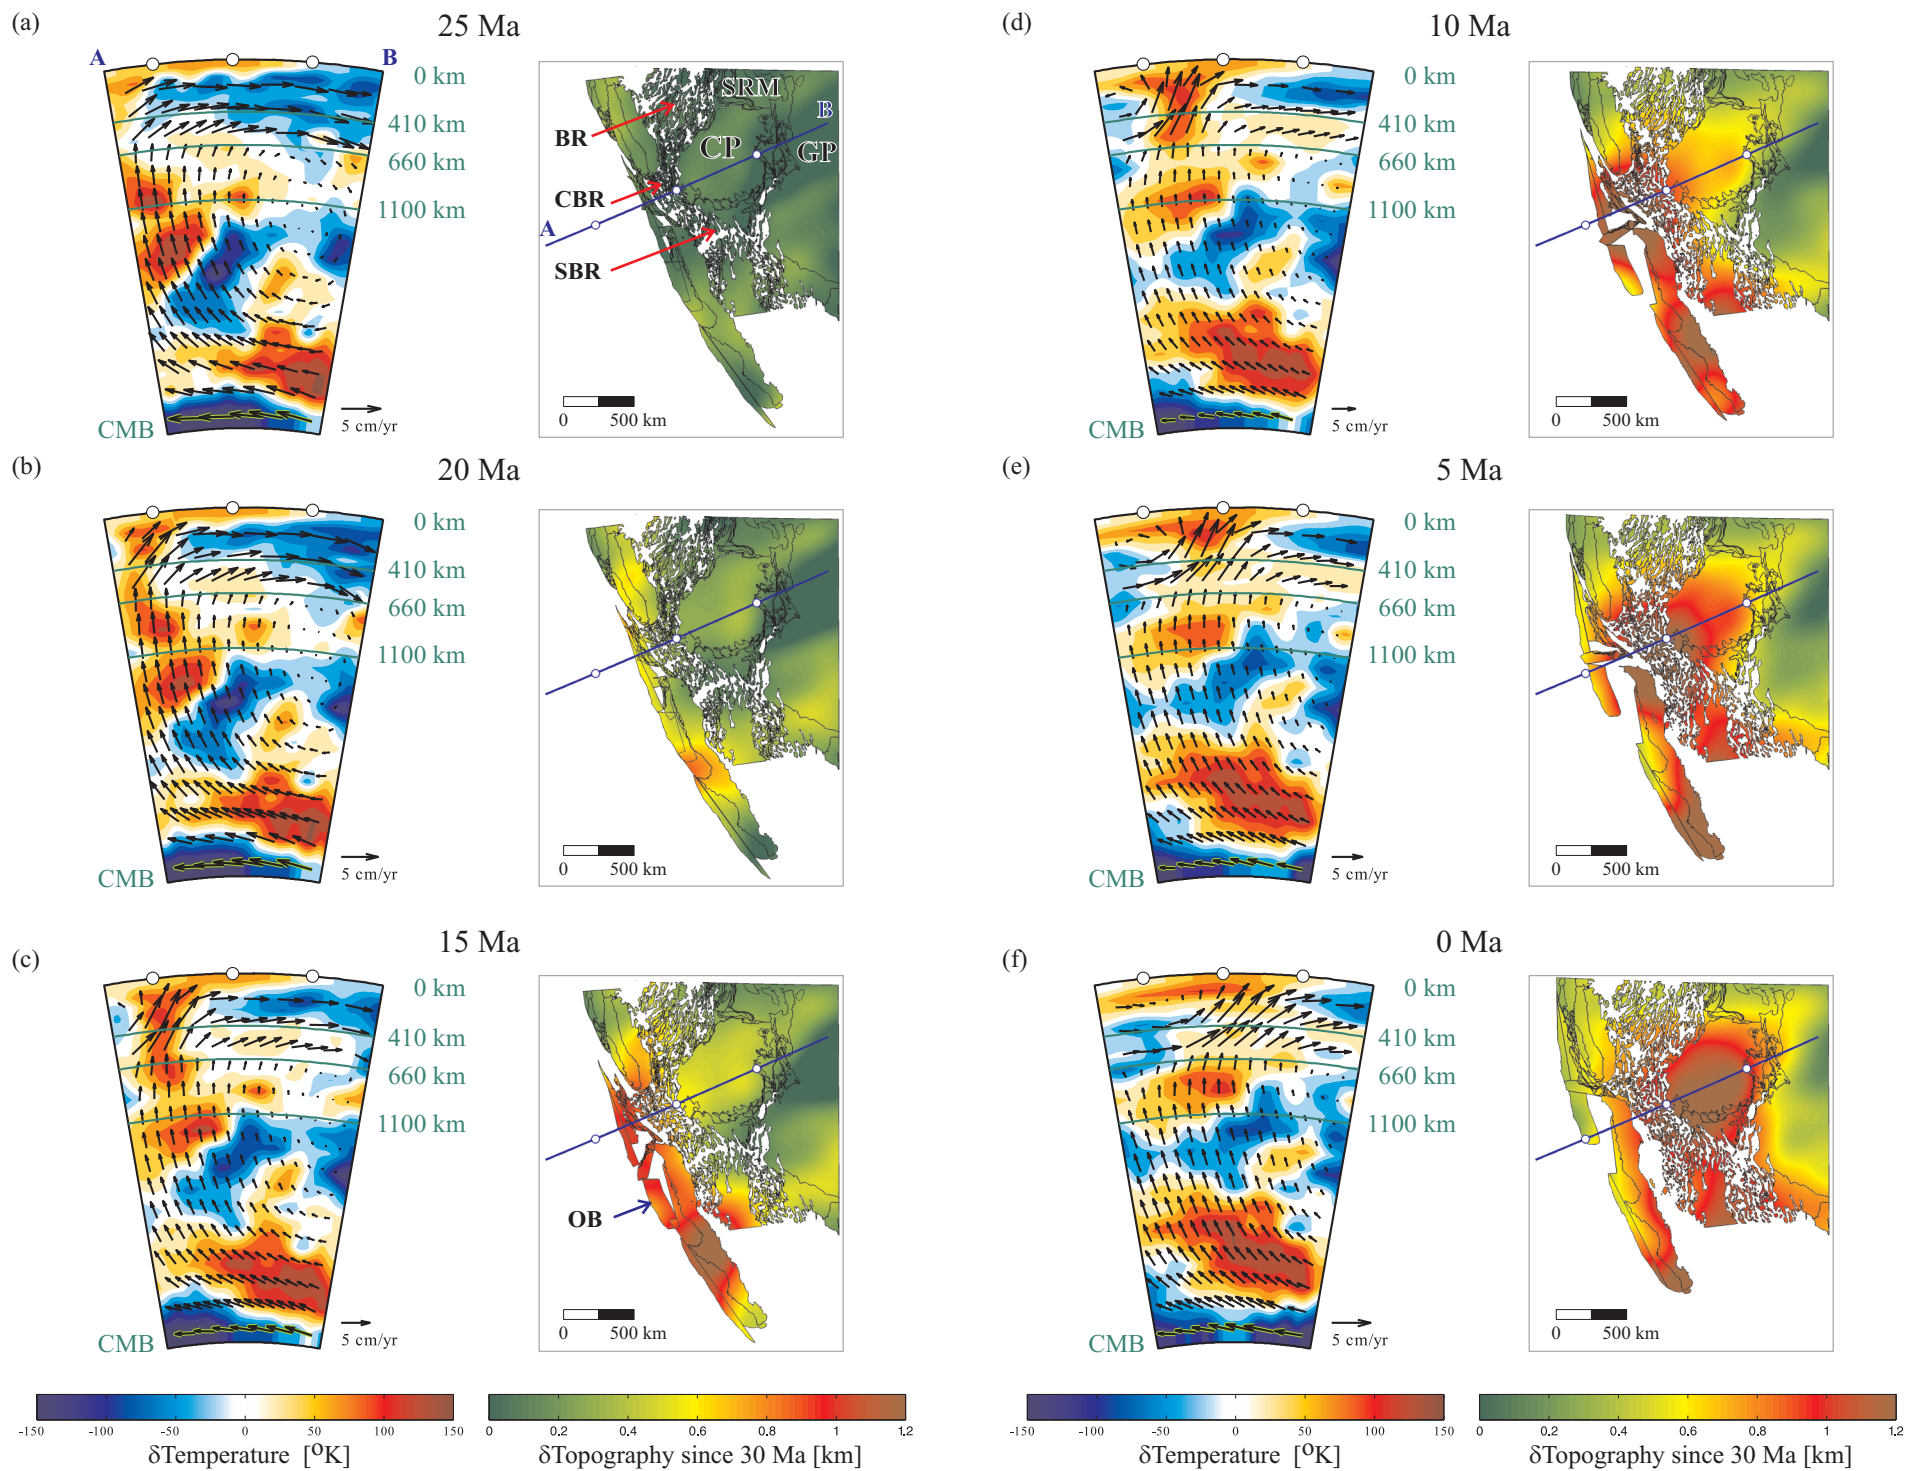 (a)
25 Ma
A
B
0 km
410 km
660 km
1100 km
CMB
5 cm/yr
SRM
BR
CP
B
GP
CBR
A
SBR
0
500 km
(b)
20 Ma
0 km
410 km
660 km
1100 km
CMB
5 cm/yr
0
500 km
(c)
15 Ma
0 km
410 km
660 km
1100 km
CMB
5 cm/yr
OB
0
500 km
-150 -100 -50 0 50 100 150
δTemperature [°K]
0 0.2 0.4 0.6 0.8 1 1.2
δTopography since 30 Ma [km]
(d)
10 Ma
0 km
410 km
660 km
1100 km
CMB
5 cm/yr
0
500 km
(e)
5 Ma
0 km
410 km
660 km
1100 km
CMB
5 cm/yr
0
500 km
(f)
0 Ma
0 km
410 km
660 km
1100 km
CMB
5 cm/yr
0
500 km
-150 -100 -50 0 50 100 150
δTemperature [°K]
0 0.2 0.4 0.6 0.8 1 1.2
δTopography since 30 Ma [km]